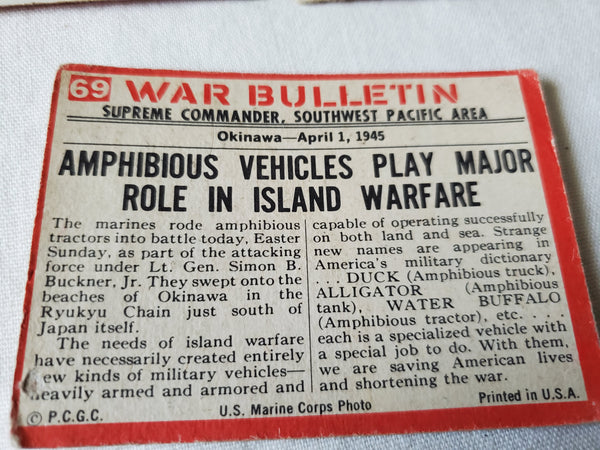 69 WAR BULLETIN
SUPREME COMMANDER, SOUTHWEST PACIFIC AREA
Okinawa—April 1, 1945
AMPHIBIOUS VEHICLES PLAY MAJOR
ROLE IN ISLAND WARFARE
The marines rode amphibious
tractors into battle today, Easter
Sunday, as part of the attacking
force under Lt. Gen. Simon B.
Buckner, Jr. They swept onto the
beaches of Okinawa in the
Ryukyu Chain just south of
Japan itself.
The needs of island warfare
have necessarily created entirely
ew kinds of military vehicles—
eavily armed and armored and
capable of operating successfully
on both land and sea. Strange
new names are appearing in
America's military dictionary
. . . DUCK (Amphibious truck),
ALLIGATOR (Amphibious
tank), WATER BUFFALO
(Amphibious tractor), etc. . . .
each is a specialized vehicle with
a special job to do. With them,
we are saving American lives
and shortening the war.
© P.C.G.C.
U.S. Marine Corps Photo
Printed in U.S.A.